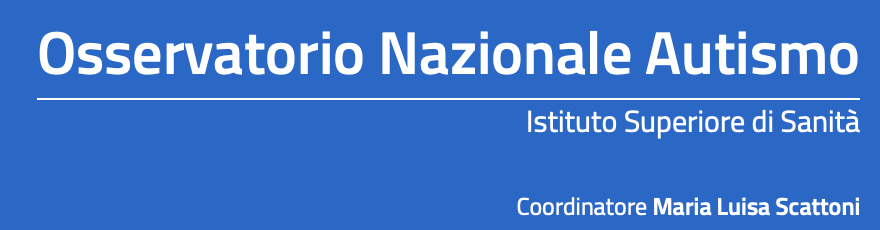 Osservatorio Nazionale Autismo
Istituto Superiore di Sanità
Coordinatore Maria Luisa Scattoni